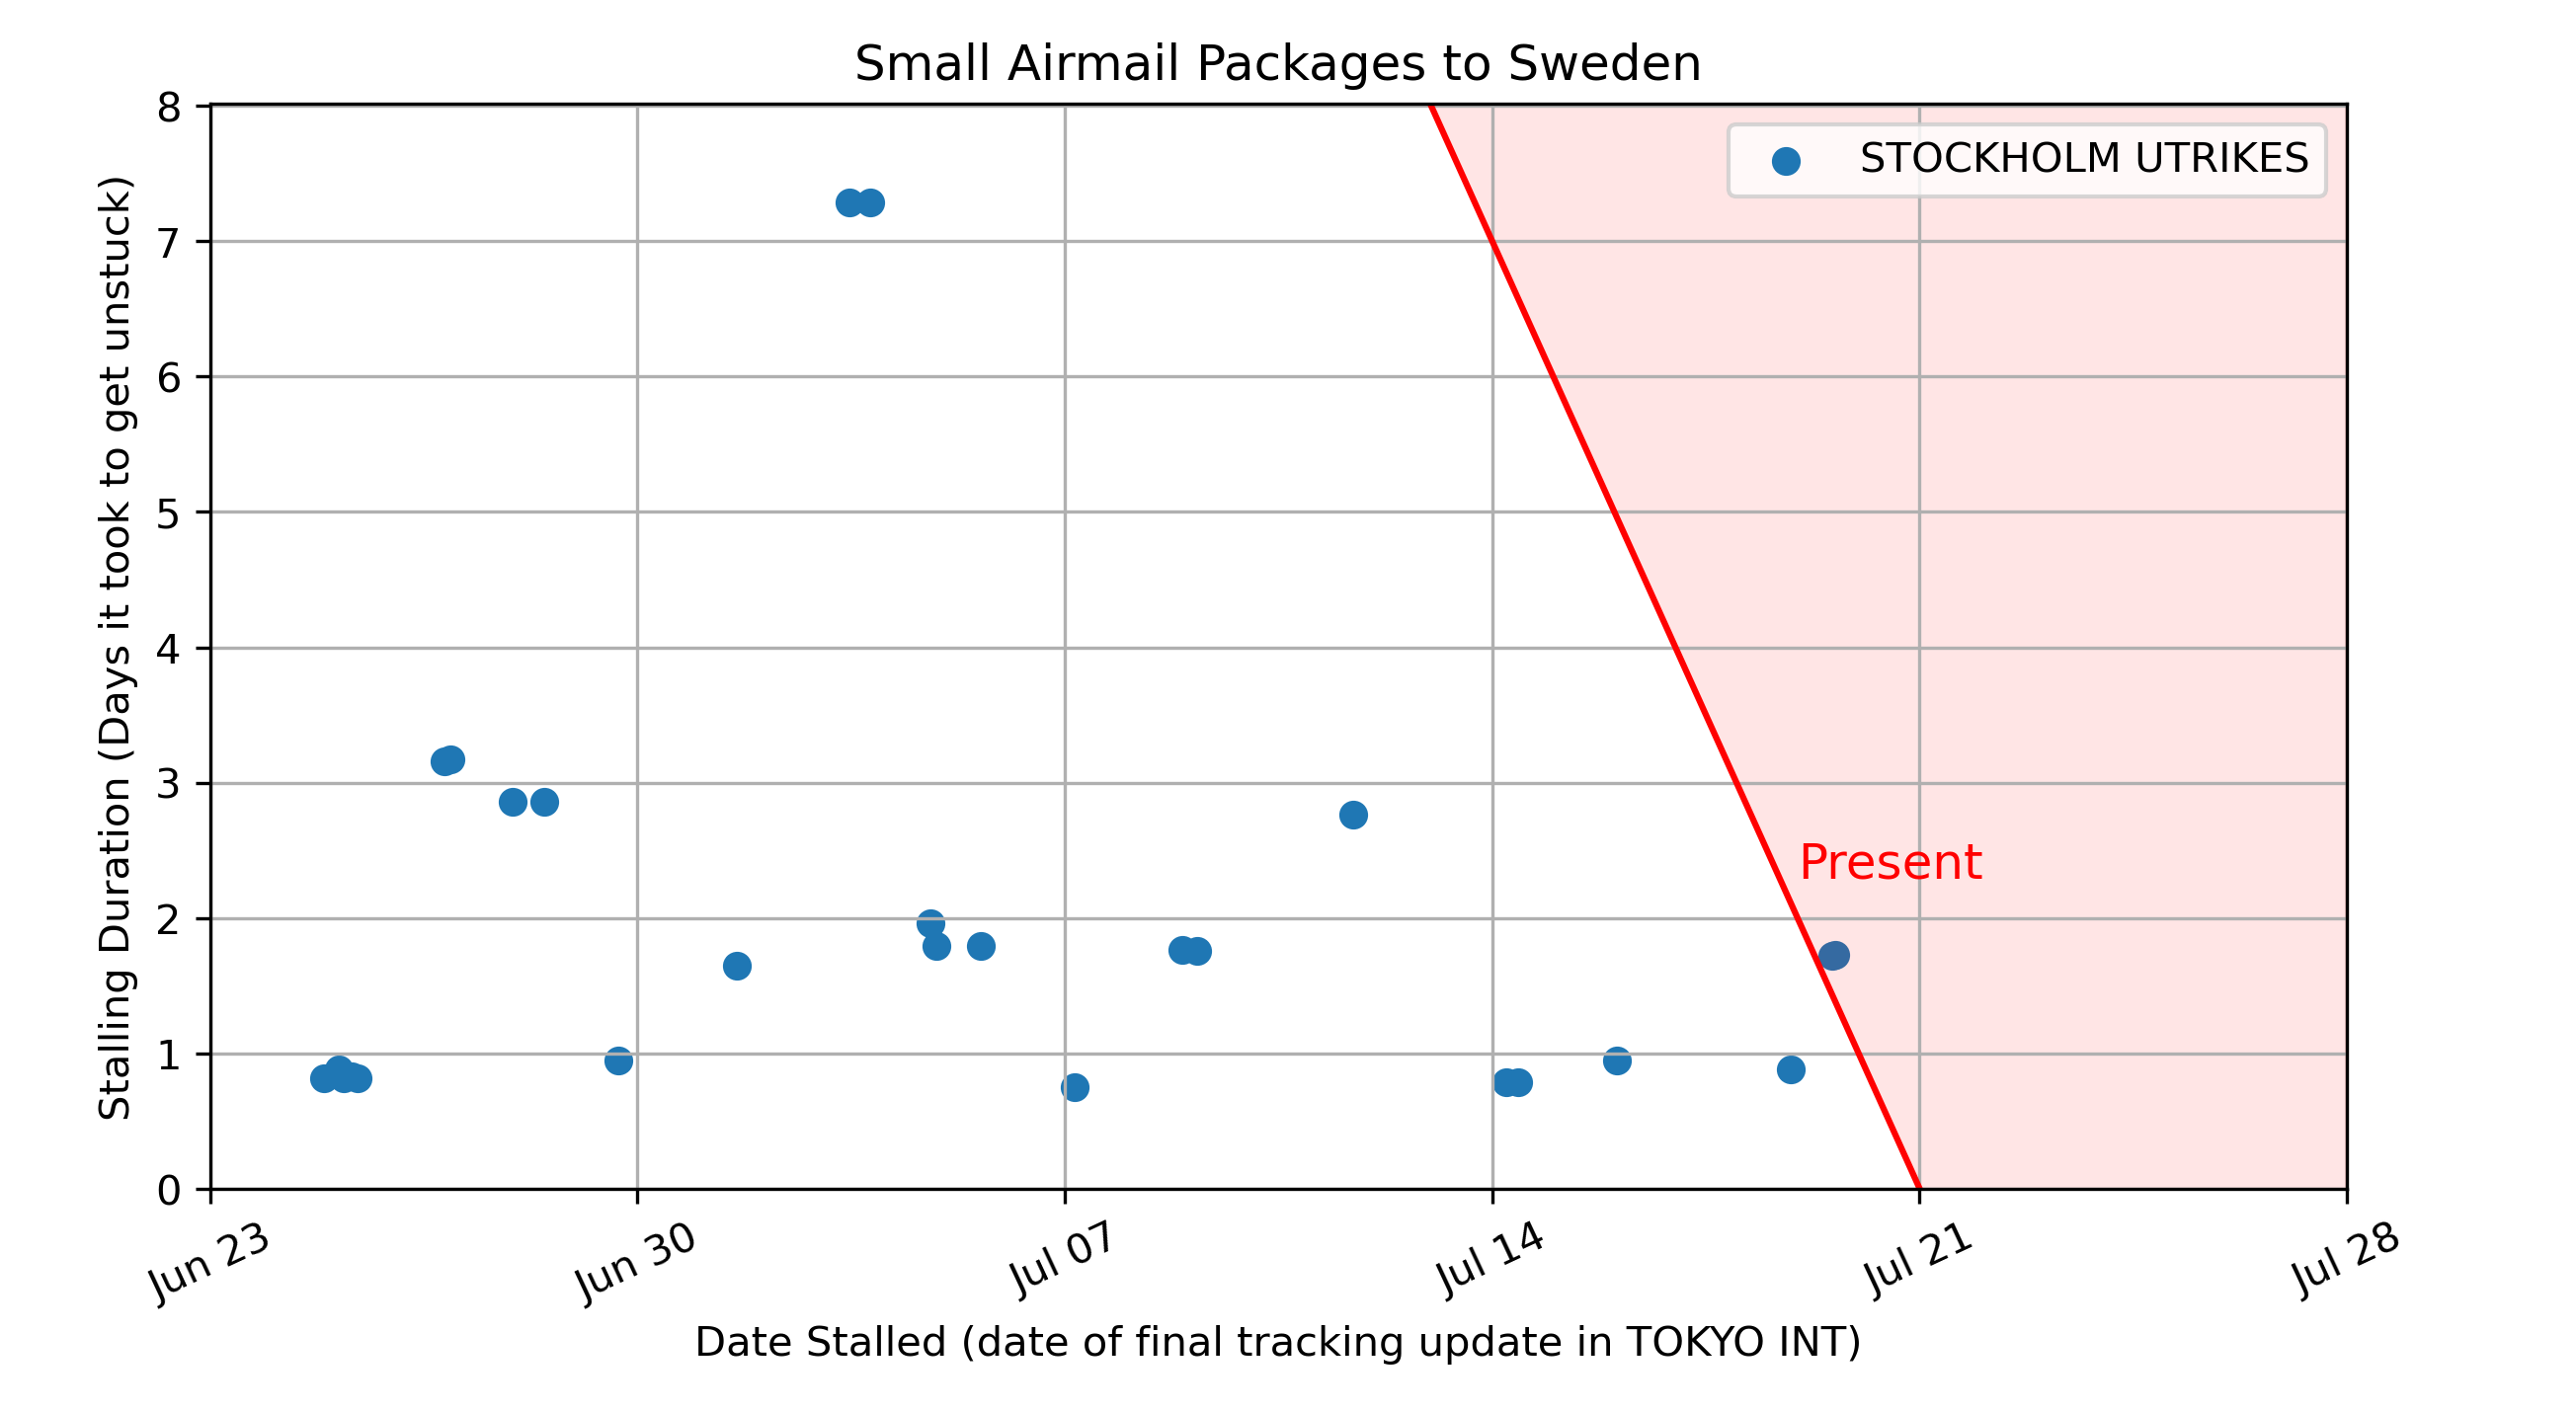 Small Airmail Packages to Sweden
STOCKHOLM UTRIKES
Stalling Duration (Days it took to get unstuck)
8
7
6
5
4
3
2
1
0
Present
Jun 23
Jun 30
Jul 07
Jul 14
Jul 21
Jul 28
Date Stalled (date of final tracking update in TOKYO INT)